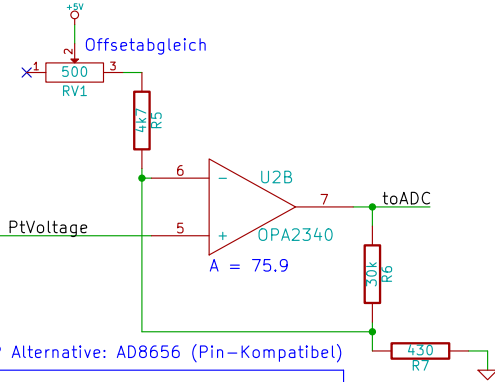 +5V
Offsetabgleich
2
1
500
3
RV1
4k7
R5
6
U2B
−
7
toADC
PtVoltage
5
+
OPA2340
A = 75.9
30k
R6
Alternative: AD8656 (Pin−Kompatibel)
430
R7